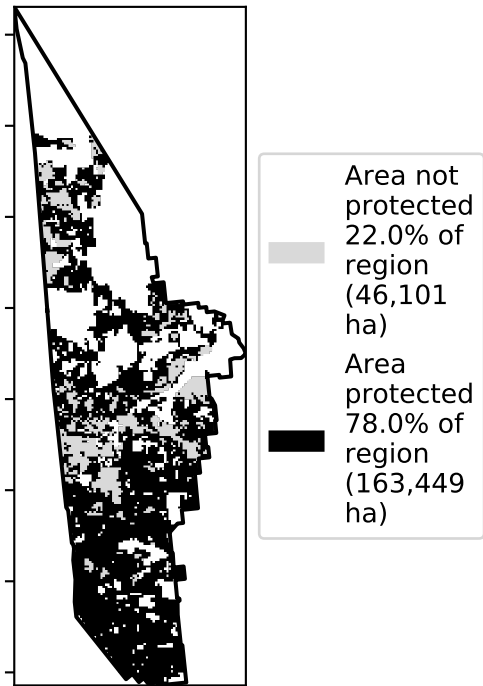 Area not
protected
22.0% of
region
(46,101
ha)
Area
protected
78.0% of
region
(163,449
ha)